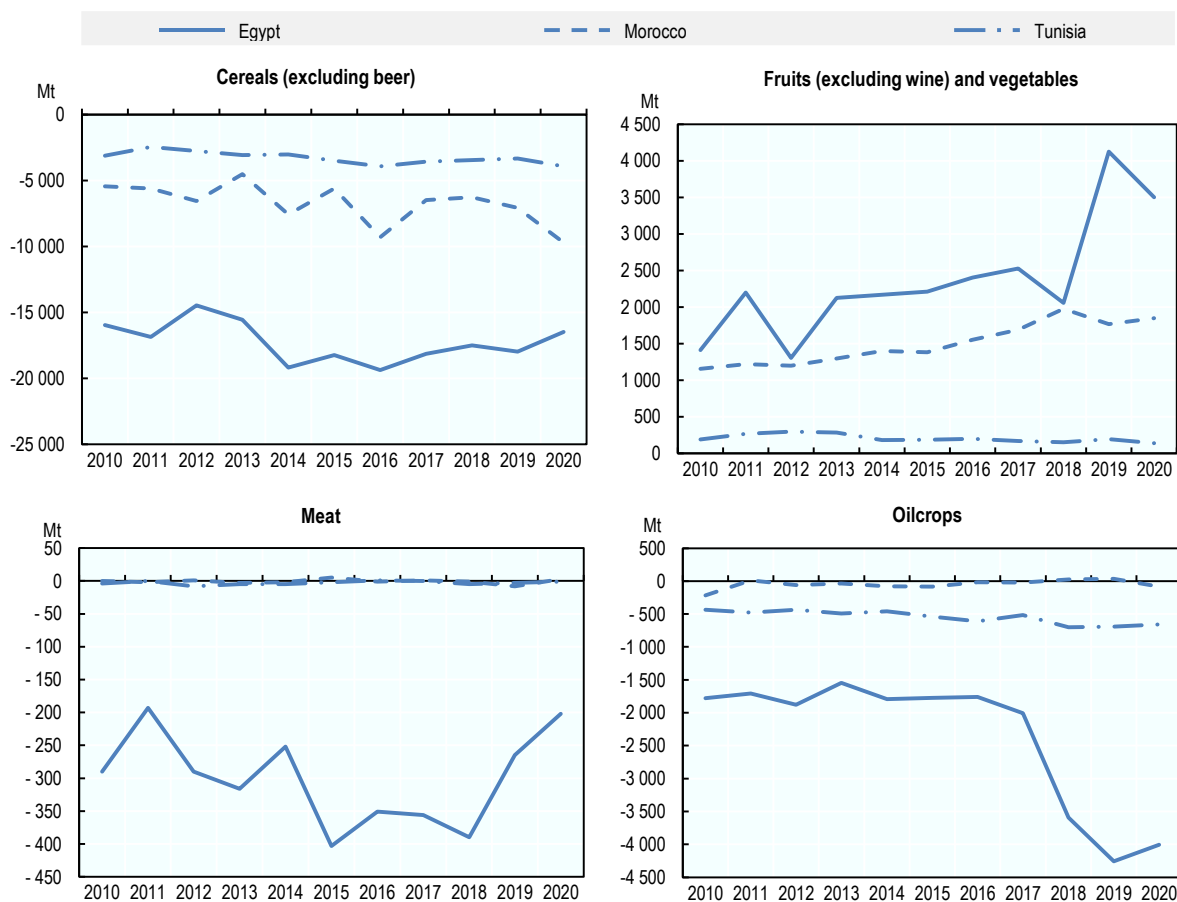 Egypt
Morocco
Tunisia
Cereals (excluding beer)
Mt
0
-5 000
-10 000
-15 000
-20 000
-25 000
2010 2011 2012 2013 2014 2015 2016 2017 2018 2019 2020
Fruits (excluding wine) and vegetables
Mt
4 500
4 000
3 500
3 000
2 500
2 000
1 500
1 000
500
0
2010 2011 2012 2013 2014 2015 2016 2017 2018 2019 2020
Meat
Mt
50
0
- 50
- 100
- 150
- 200
- 250
- 300
- 350
- 400
- 450
2010 2011 2012 2013 2014 2015 2016 2017 2018 2019 2020
Oilcrops
Mt
500
0
- 500
-1 000
-1 500
-2 000
-2 500
-3 000
-3 500
-4 000
-4 500
2010 2011 2012 2013 2014 2015 2016 2017 2018 2019 2020